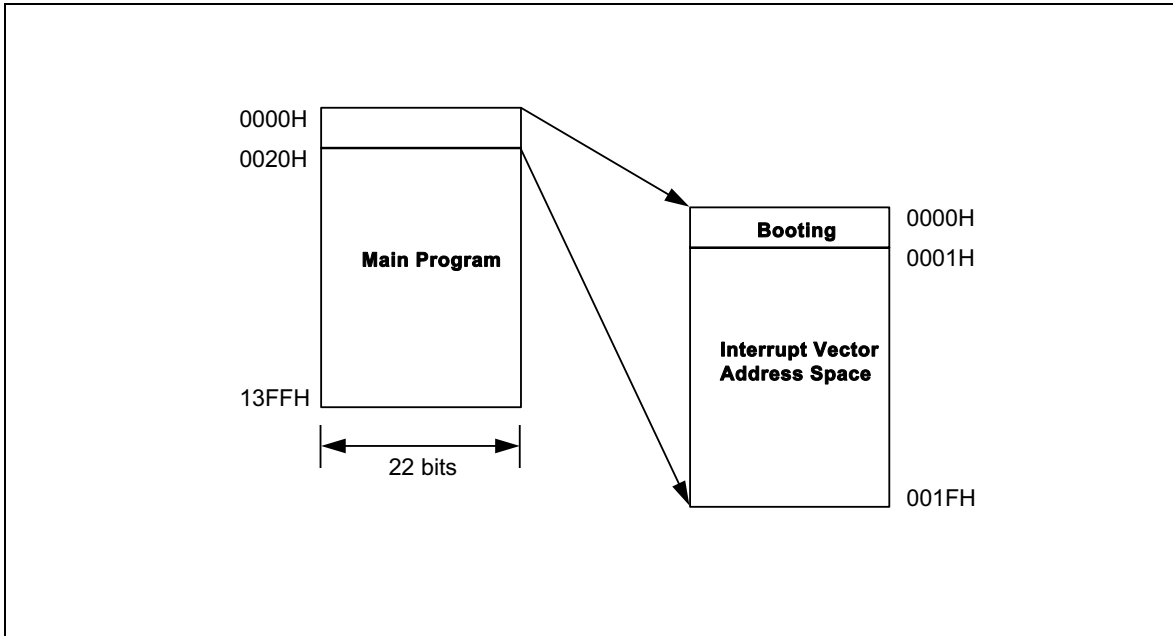 0000H
0020H
Main Program
13FFH
22 bits
Booting
0000H
0001H
Interrupt Vector
Address Space
001FH